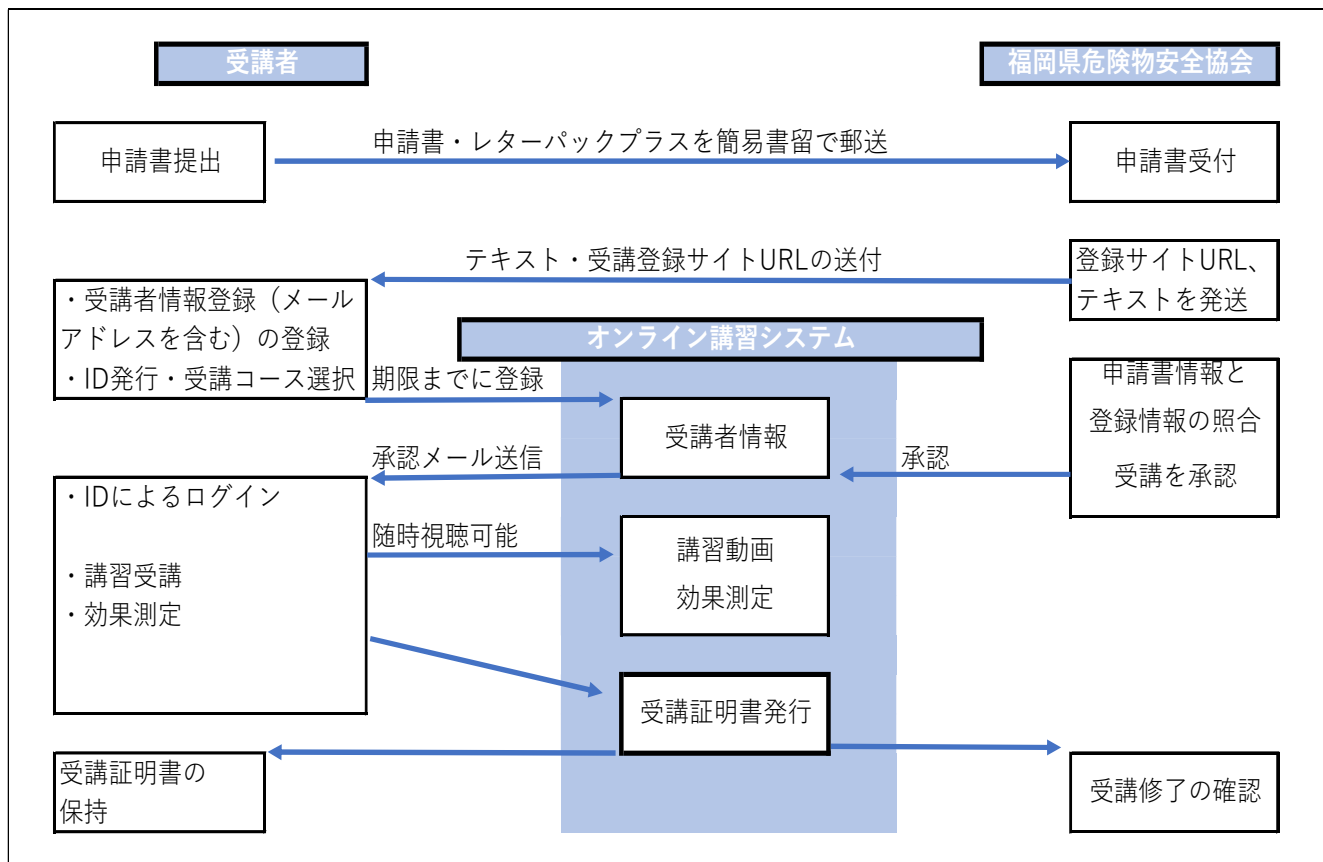 受講者
福岡県危険物安全協会
申請書提出
申請書・レターパックプラスを簡易書留で郵送
申請書受付
テキスト・受講登録サイトURLの送付
登録サイトURL、
テキストを発送
・受講者情報登録（メール
アドレスを含む）の登録
・ID発行・受講コース選択
オンライン講習システム
期限までに登録
受講者情報
申請書情報と
登録情報の照合
受講を承認
承認メール送信
承認
・IDによるログイン
・講習受講
・効果測定
随時視聴可能
講習動画
効果測定
受講証明書発行
受講証明書の
保持
受講修了の確認